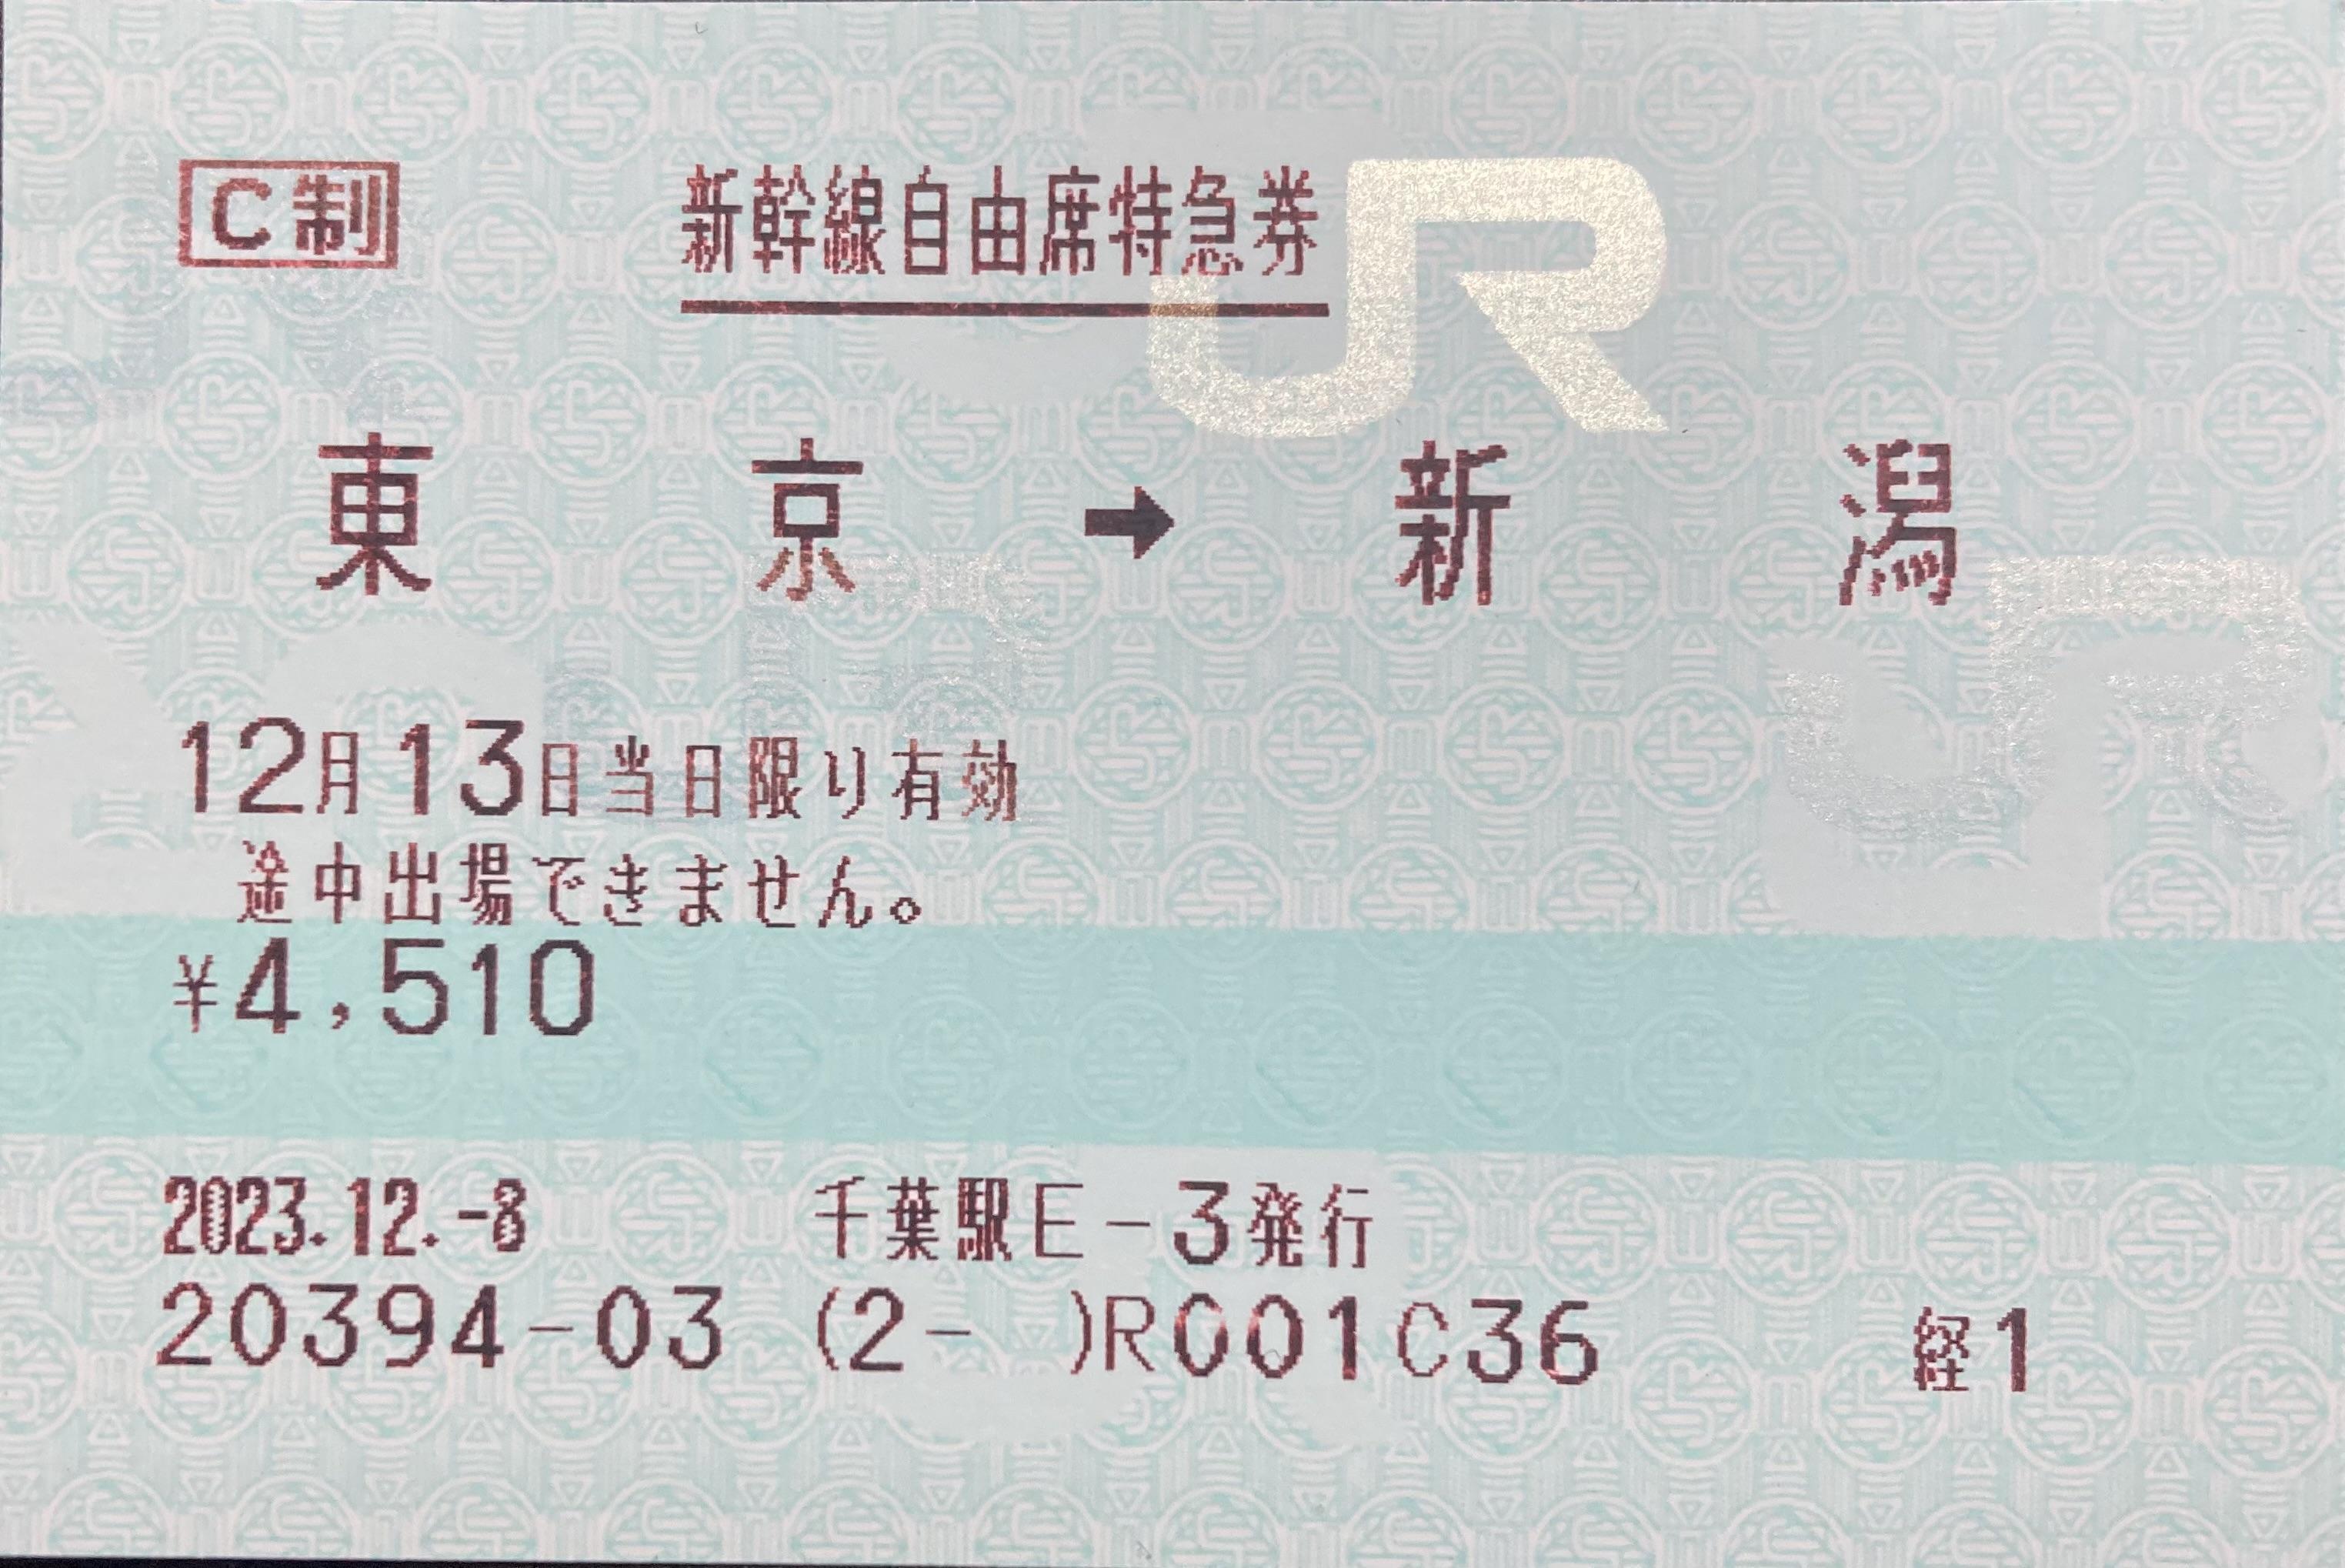 C制 新幹線自由席特急券
東京➡新潟
12月13日当日限り有効
途中出場できません。
¥4,510
2023.12.-8 千葉駅E-3発行
20394-03 (2- )R001C36 経1
JR